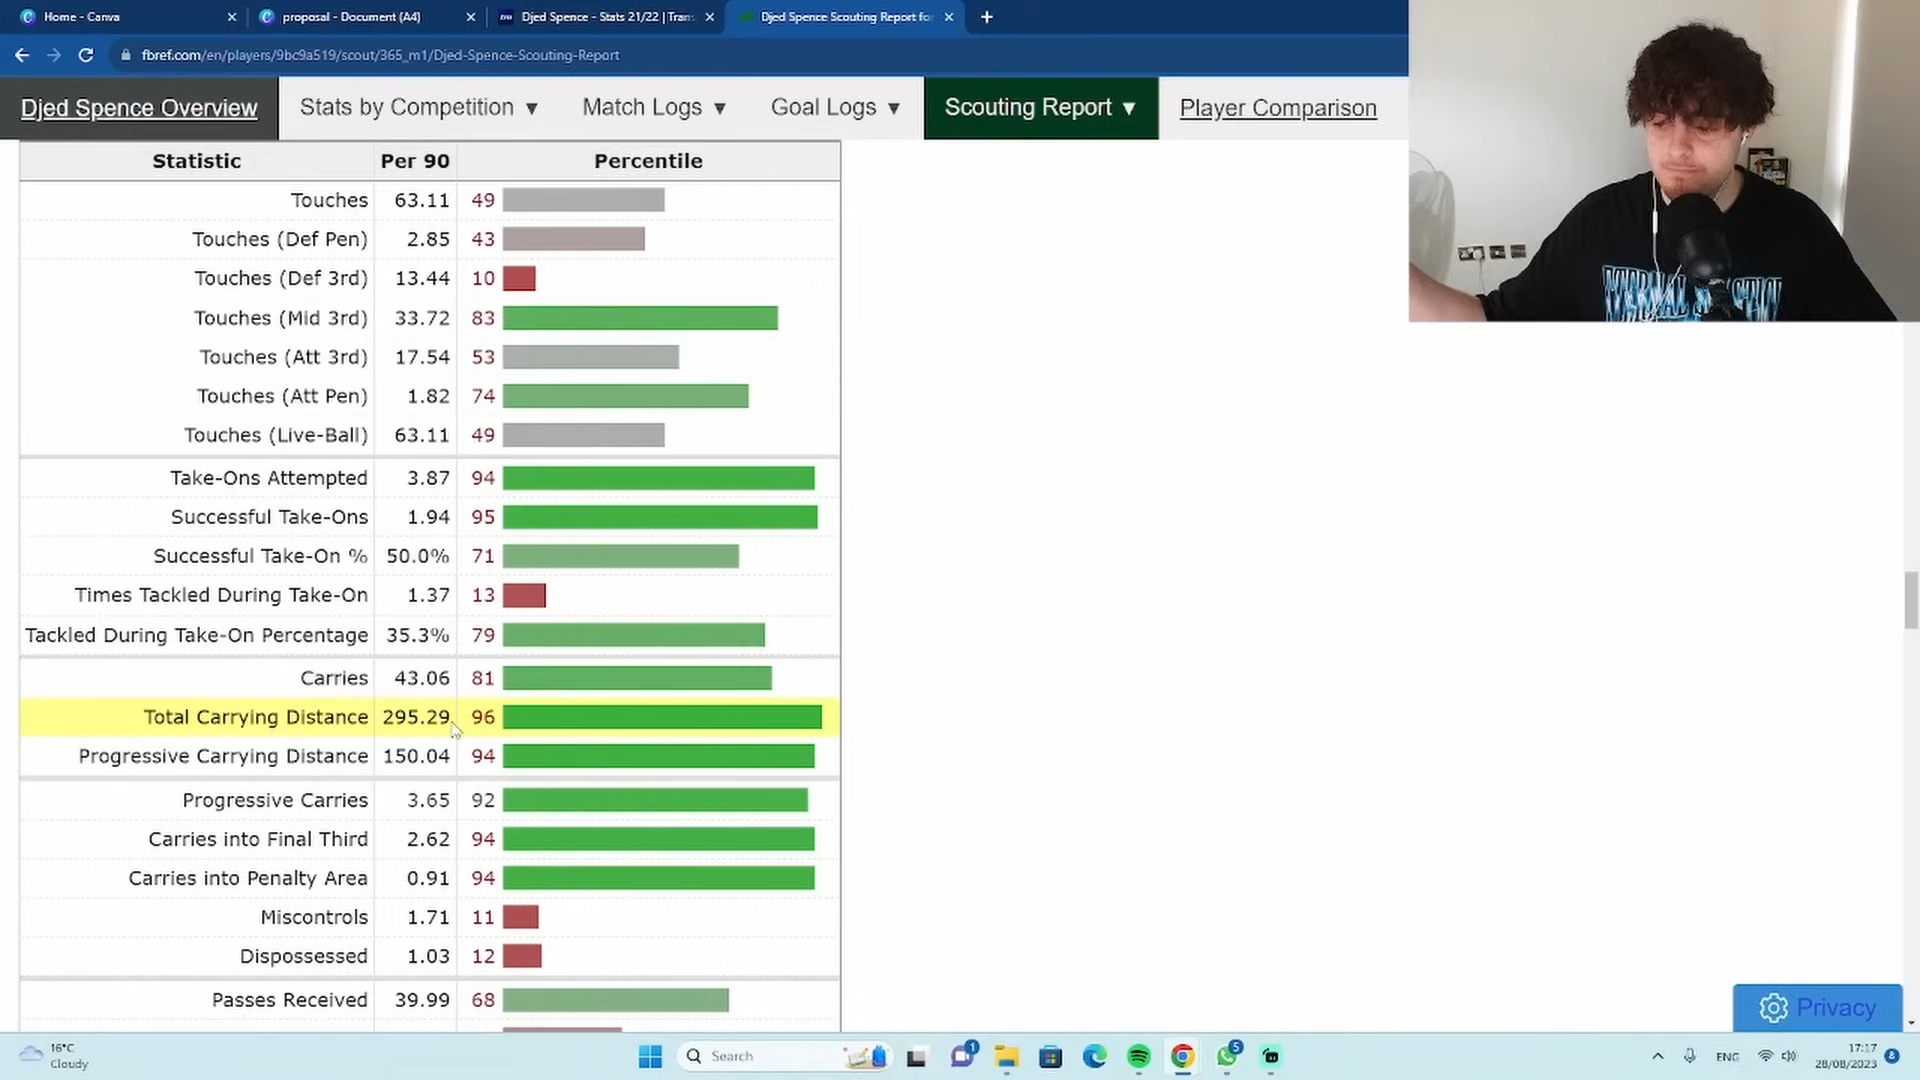 Home - Canva
proposal - Document (A4)
Djed Spence - Stats 21/22 | Trans
Djed Spence Scouting Report for
fbref.com/en/players/9bc9a519/scout/365_m1/Djed-Spence-Scouting-Report
Djed Spence Overview Stats by Competition ▼ Match Logs ▼ Goal Logs ▼ Scouting Report ▼ Player Comparison
Statistic Per 90 Percentile
Touches 63.11 49
Touches (Def Pen) 2.85 43
Touches (Def 3rd) 13.44 10
Touches (Mid 3rd) 33.72 83
Touches (Att 3rd) 17.54 53
Touches (Att Pen) 1.82 74
Touches (Live-Ball) 63.11 49
Take-Ons Attempted 3.87 94
Successful Take-Ons 1.94 95
Successful Take-On % 50.0% 71
Times Tackled During Take-On 1.37 13
Tackled During Take-On Percentage 35.3% 79
Carries 43.06 81
Total Carrying Distance 295.29 96
Progressive Carrying Distance 150.04 94
Progressive Carries 3.65 92
Carries into Final Third 2.62 94
Carries into Penalty Area 0.91 94
Miscontrols 1.71 11
Dispossessed 1.03 12
Passes Received 39.99 68
Privacy
16°C
Cloudy
Search
1
5
ENG
17:17
28/08/2023
8